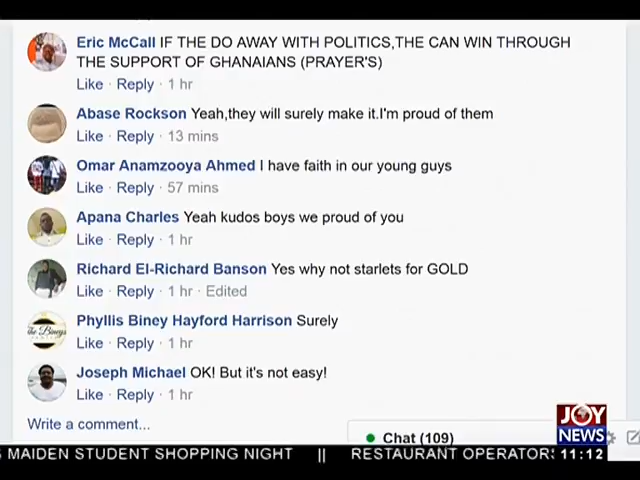 Eric McCall IF THE DO AWAY WITH POLITICS,THE CAN WIN THROUGH
THE SUPPORT OF GHANAIANS (PRAYER'S)
Like · Reply · 1 hr
Abase Rockson Yeah,they will surely make it.I'm proud of them
Like · Reply · 13 mins
Omar Anamzooya Ahmed I have faith in our young guys
Like · Reply · 57 mins
Apana Charles Yeah kudos boys we proud of you
Like · Reply · 1 hr
Richard El-Richard Banson Yes why not starlets for GOLD
Like · Reply · 1 hr · Edited
The Bineys
Phyllis Biney Hayford Harrison Surely
Like · Reply · 1 hr
Joseph Michael OK! But it's not easy!
Like · Reply · 1 hr
Write a comment...
Chat (109)
JOY
NEWS
S MAIDEN STUDENT SHOPPING NIGHT || RESTAURANT OPERATORS 11:12